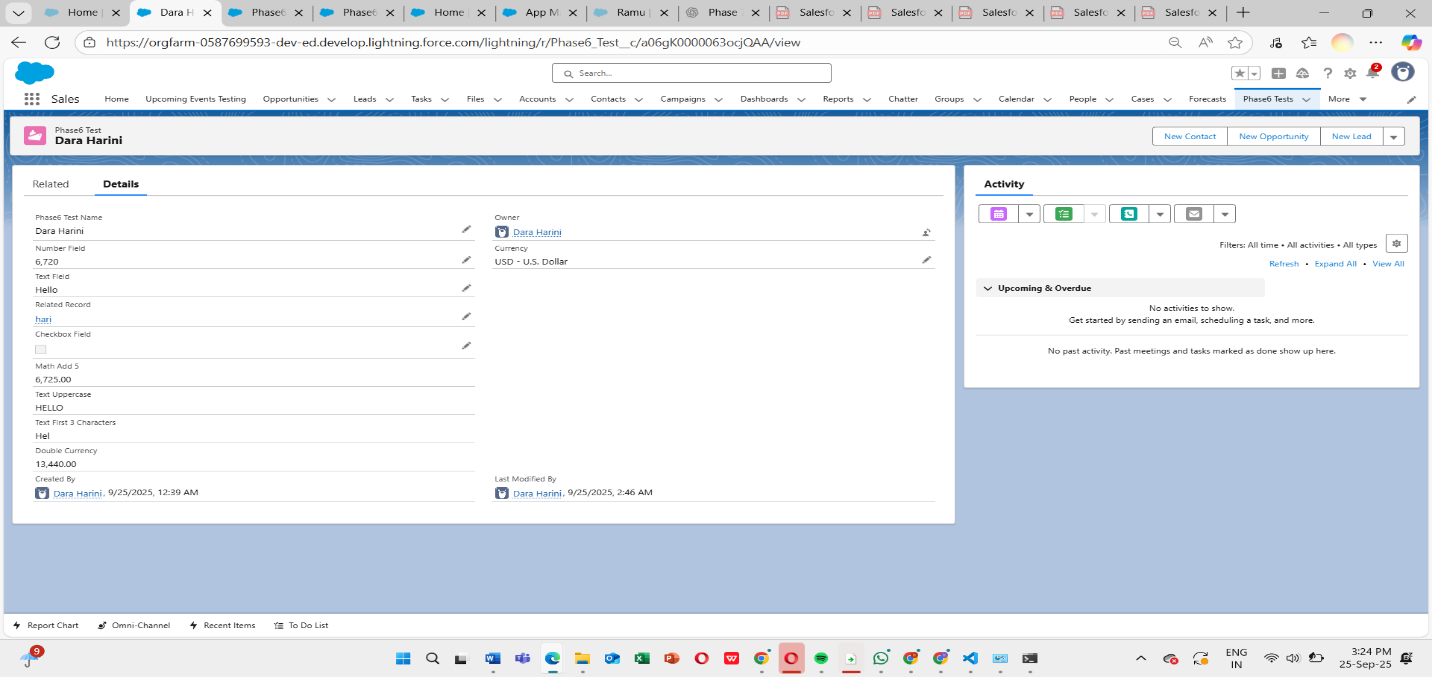 Home
Dara H
Phase6
Phase6
Home
App M
Ramu
Phase
Salesfo
Salesfo
Salesfo
Salesfo
Salesfo
https://orgfarm-0587699593-dev-ed.develop.lightning.force.com/lightning/r/Phase6_Test__c/a06gK0000063ocjQAA/view
Search...
2
Sales Home Upcoming Events Testing Opportunities Leads Tasks Files Accounts Contacts Campaigns Dashboards Reports Chatter Groups Calendar People Cases Forecasts Phase6 Tests More
Phase6 Test
Dara Harini
New Contact New Opportunity New Lead
Related Details
Phase6 Test Name
Dara Harini
Owner
Dara Harini
Number Field
6,720
Currency
USD - U.S. Dollar
Text Field
Hello
Related Record
hari
Checkbox Field
Math Add 5
6,725.00
Text Uppercase
HELLO
Text First 3 Characters
Hel
Double Currency
13,440.00
Created By
Dara Harini, 9/25/2025, 12:39 AM
Last Modified By
Dara Harini, 9/25/2025, 2:46 AM
Activity
Filters: All time • All activities • All types
Refresh • Expand All • View All
Upcoming & Overdue
No activities to show.
Get started by sending an email, scheduling a task, and more.
No past activity. Past meetings and tasks marked as done show up here.
Report Chart Omni-Channel Recent Items To Do List
9
ENG
IN
3:24 PM
25-Sep-25